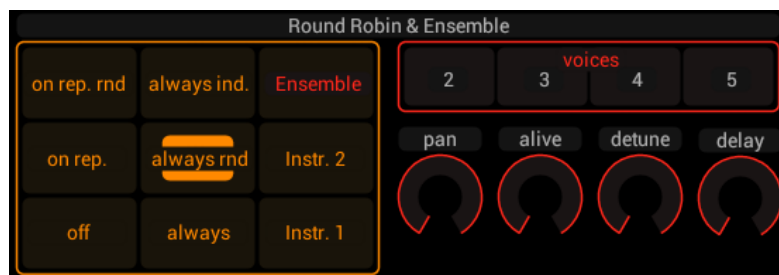 Round Robin & Ensemble
on rep. rnd always ind. Ensemble
on rep. always rnd Instr. 2
off always Instr. 1
voices
2 3 4 5
pan alive detune delay